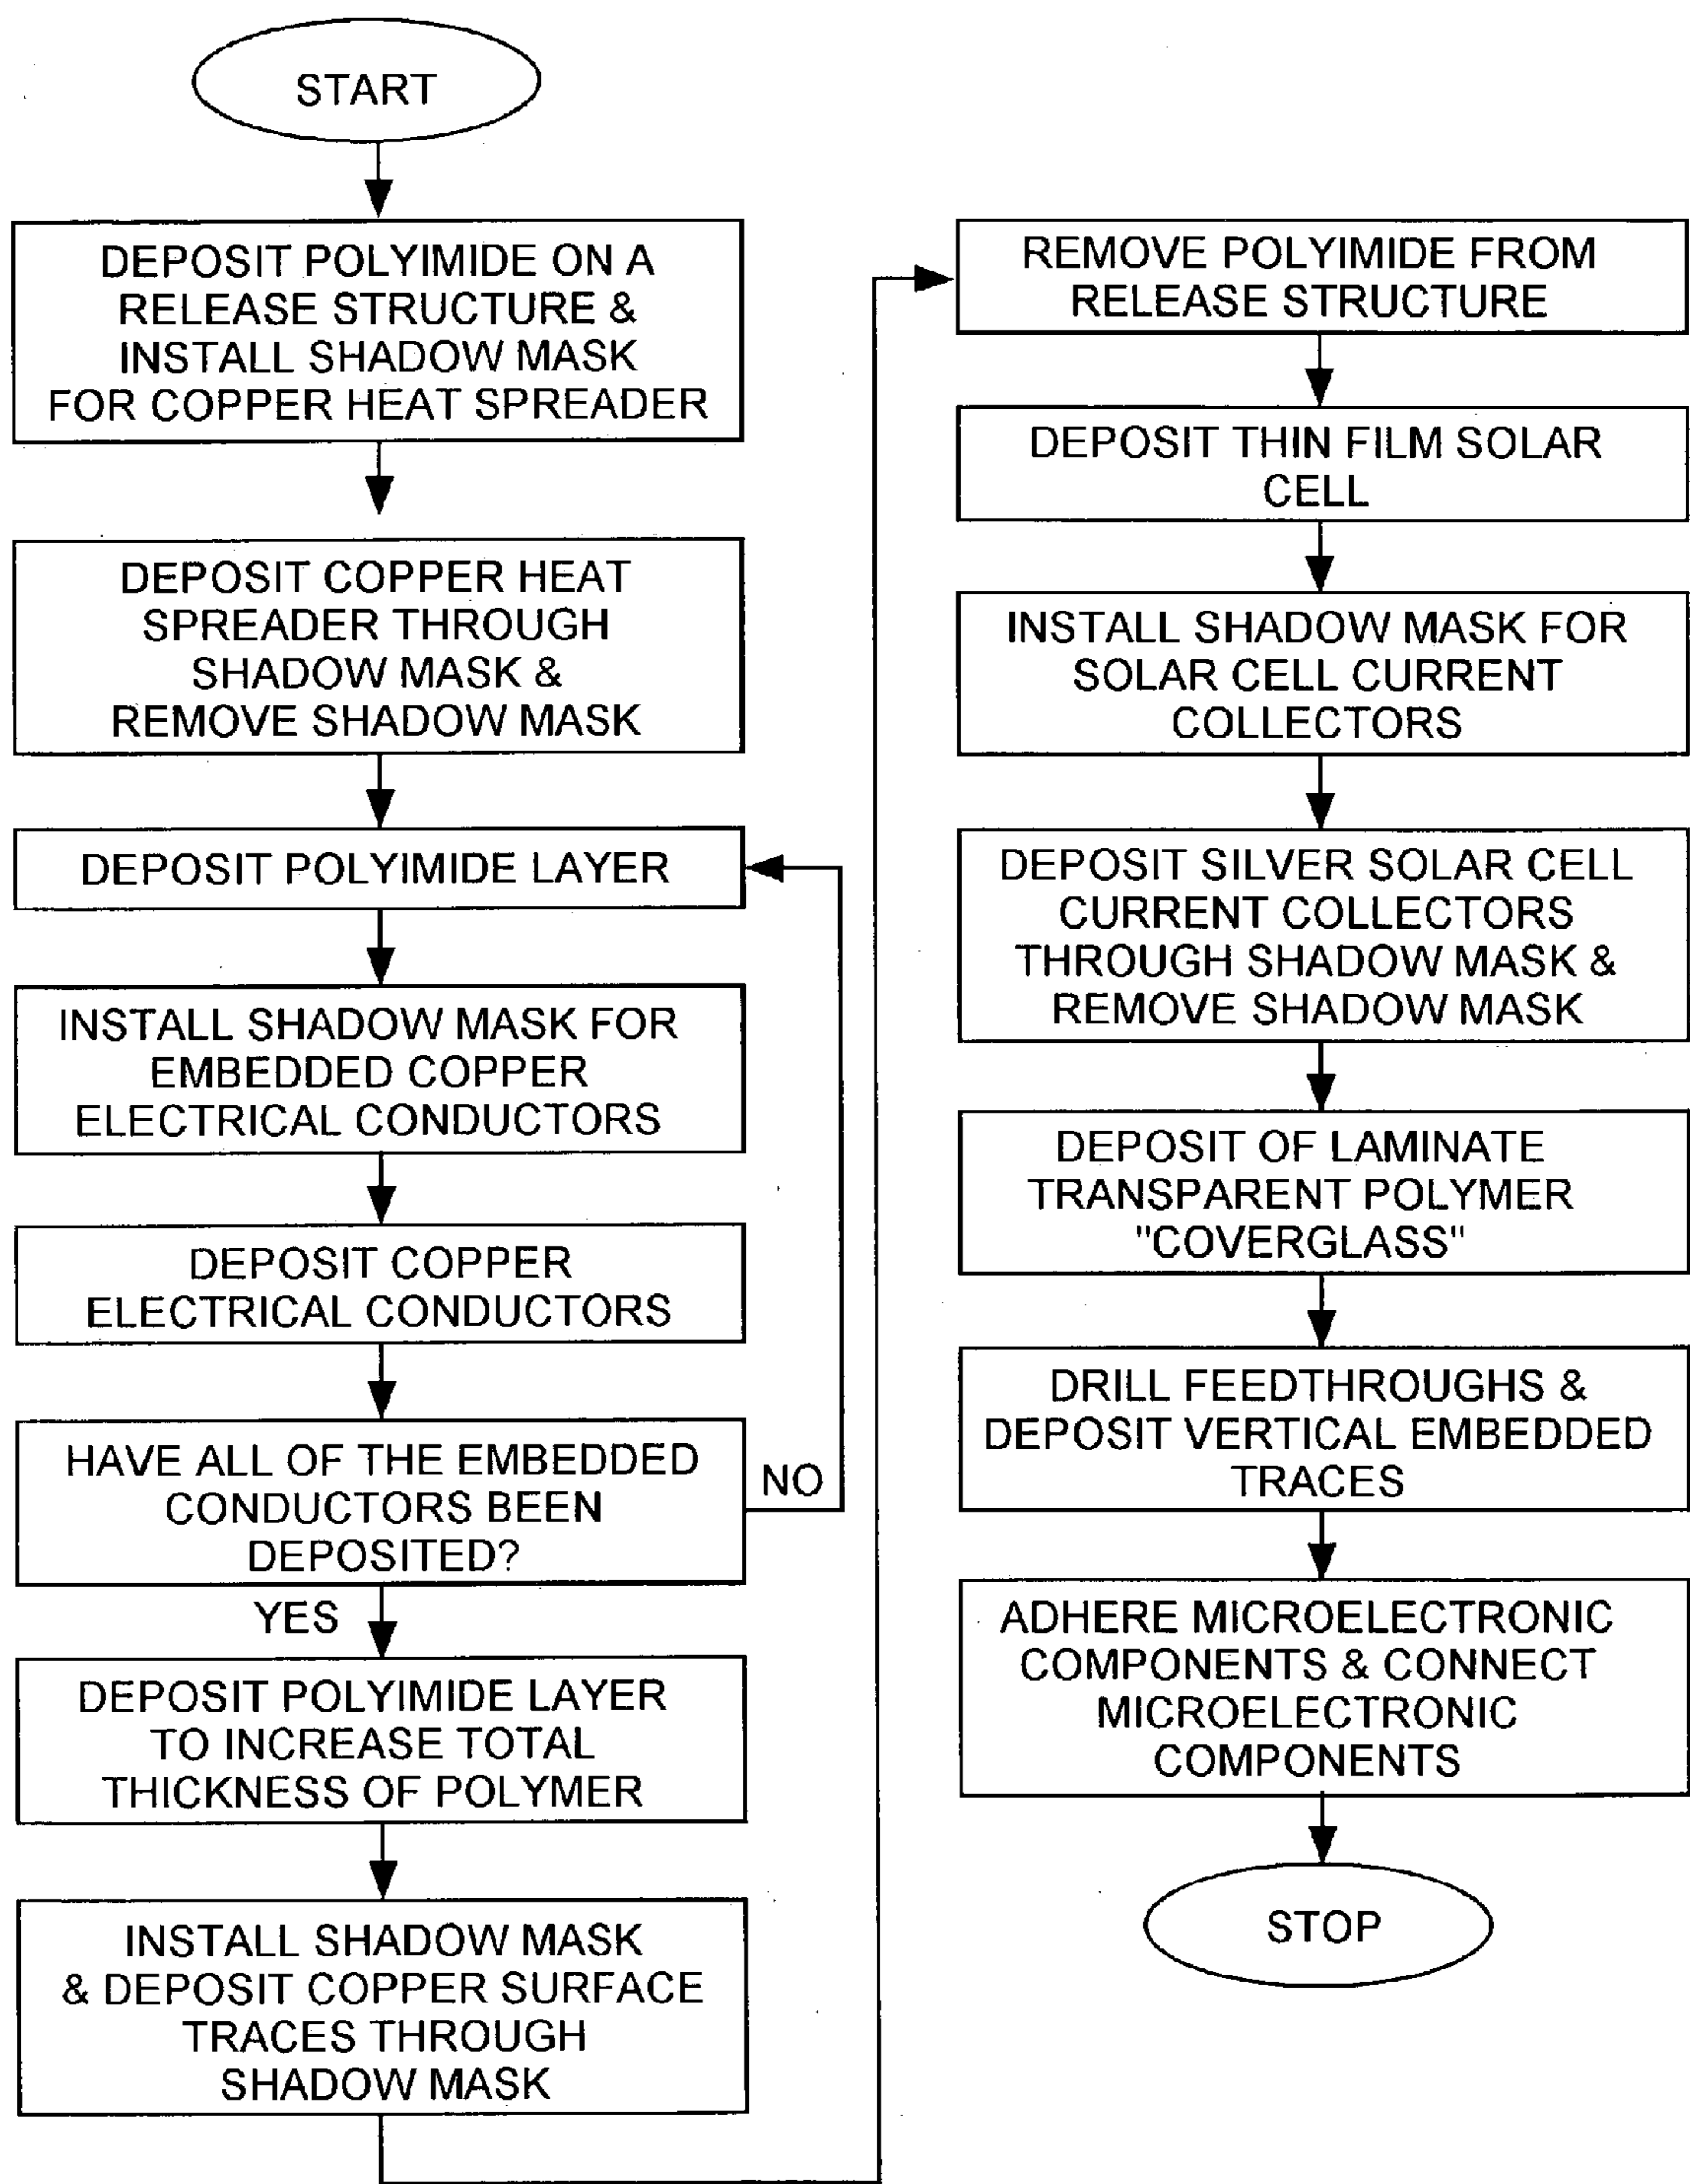 START
DEPOSIT POLYIMIDE ON A
RELEASE STRUCTURE &
INSTALL SHADOW MASK
FOR COPPER HEAT SPREADER
DEPOSIT COPPER HEAT
SPREADER THROUGH
SHADOW MASK &
REMOVE SHADOW MASK
DEPOSIT POLYIMIDE LAYER
INSTALL SHADOW MASK FOR
EMBEDDED COPPER
ELECTRICAL CONDUCTORS
DEPOSIT COPPER
ELECTRICAL CONDUCTORS
HAVE ALL OF THE EMBEDDED
CONDUCTORS BEEN
DEPOSITED?
NO
YES
DEPOSIT POLYIMIDE LAYER
TO INCREASE TOTAL
THICKNESS OF POLYMER
INSTALL SHADOW MASK
& DEPOSIT COPPER SURFACE
TRACES THROUGH
SHADOW MASK
REMOVE POLYIMIDE FROM
RELEASE STRUCTURE
DEPOSIT THIN FILM SOLAR
CELL
INSTALL SHADOW MASK FOR
SOLAR CELL CURRENT
COLLECTORS
DEPOSIT SILVER SOLAR CELL
CURRENT COLLECTORS
THROUGH SHADOW MASK &
REMOVE SHADOW MASK
DEPOSIT OF LAMINATE
TRANSPARENT POLYMER
"COVERGLASS"
DRILL FEEDTHROUGHS &
DEPOSIT VERTICAL EMBEDDED
TRACES
ADHERE MICROELECTRONIC
COMPONENTS & CONNECT
MICROELECTRONIC
COMPONENTS
STOP